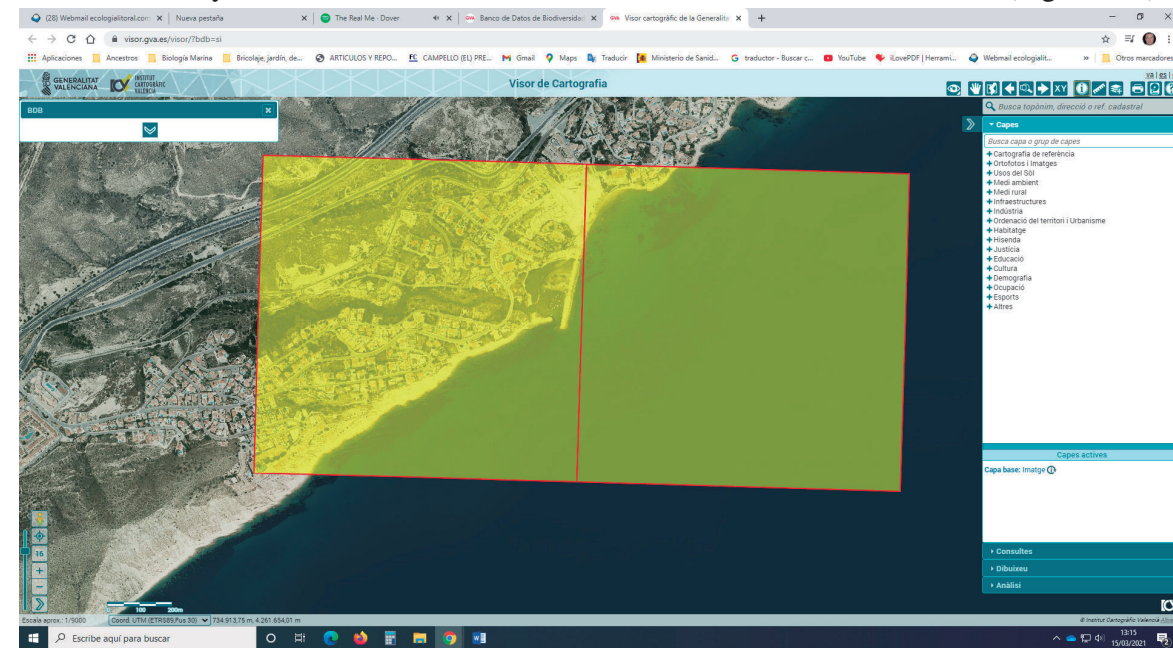 (28) Webmail ecologialitoral.com
Nueva pestaña
The Real Me · Dover
Banco de Datos de Biodiversidad
Visor cartogràfic de la Generalita
visor.gva.es/visor/?bdb=si
Aplicaciones
Ancestros
Biología Marina
Bricolaje, jardín, de...
ARTICULOS Y REPO...
CAMPELLO (EL) PRE...
Gmail
Maps
Traducir
Ministerio de Sanid...
traductor - Buscar c...
YouTube
iLovePDF | Herrami...
Webmail ecologialit...
»
Otros marcadores
GENERALITAT
VALENCIANA
ICV
INSTITUT
CARTOGRÀFIC
VALENCIÀ
Visor de Cartografia
va | es |
XY
BDB
Busca topònim, direcció o ref. cadastral
Capes
Busca capa o grup de capes
Cartografia de referència
Ortofotos i Imatges
Usos del Sòl
Medi ambient
Medi rural
Infraestructures
Indústria
Ordenació del territori i Urbanisme
Habitatge
Hisenda
Justícia
Educació
Cultura
Demografia
Ocupació
Esports
Altres
Capes actives
Capa base: Imatge
Consultes
Dibuixeu
Anàlisi
16
0 100 200m
Escala aprox.: 1/9000
Coord. UTM (ETRS89,Fus 30)
734.913,75 m, 4.261.654,01 m
© Institut Cartogràfic Valencià
Escribe aquí para buscar
13:15
15/03/2021